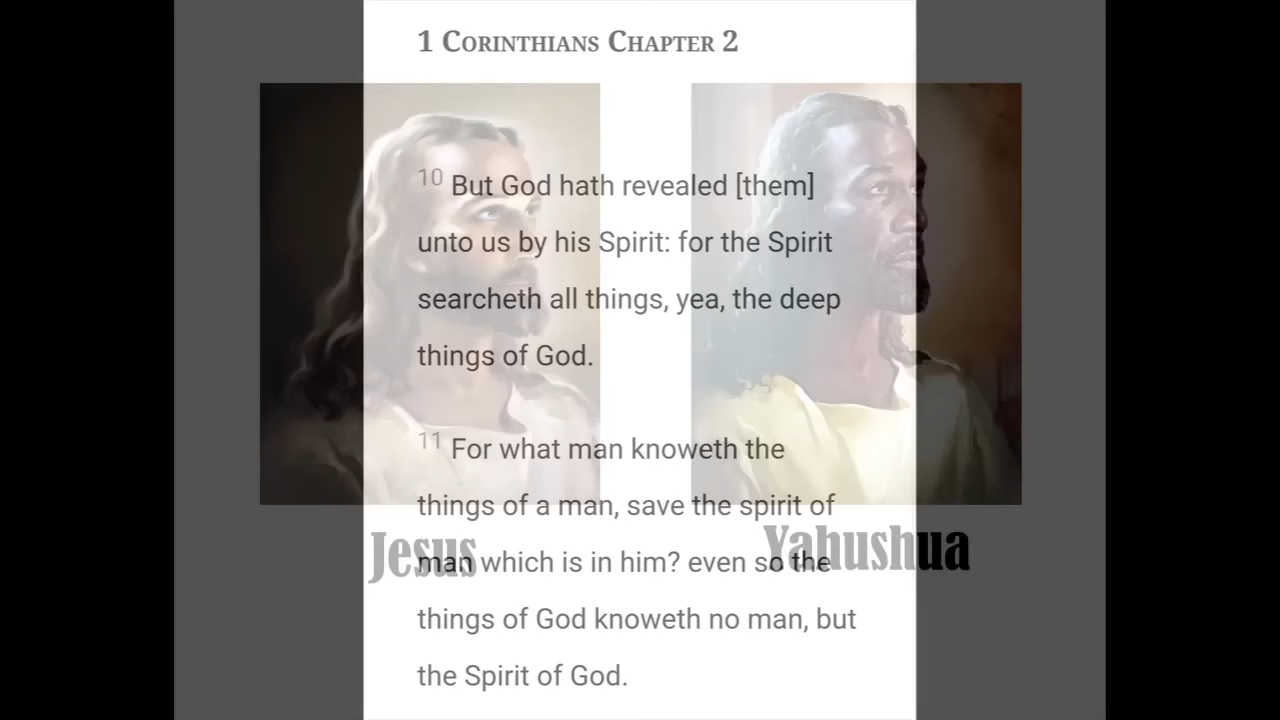 1 Corinthians Chapter 2
10 But God hath revealed [them]
unto us by his Spirit: for the Spirit
searcheth all things, yea, the deep
things of God.
11 For what man knoweth the
things of a man, save the spirit of
man which is in him? even so the
things of God knoweth no man, but
the Spirit of God.
Jesus
Yahushua